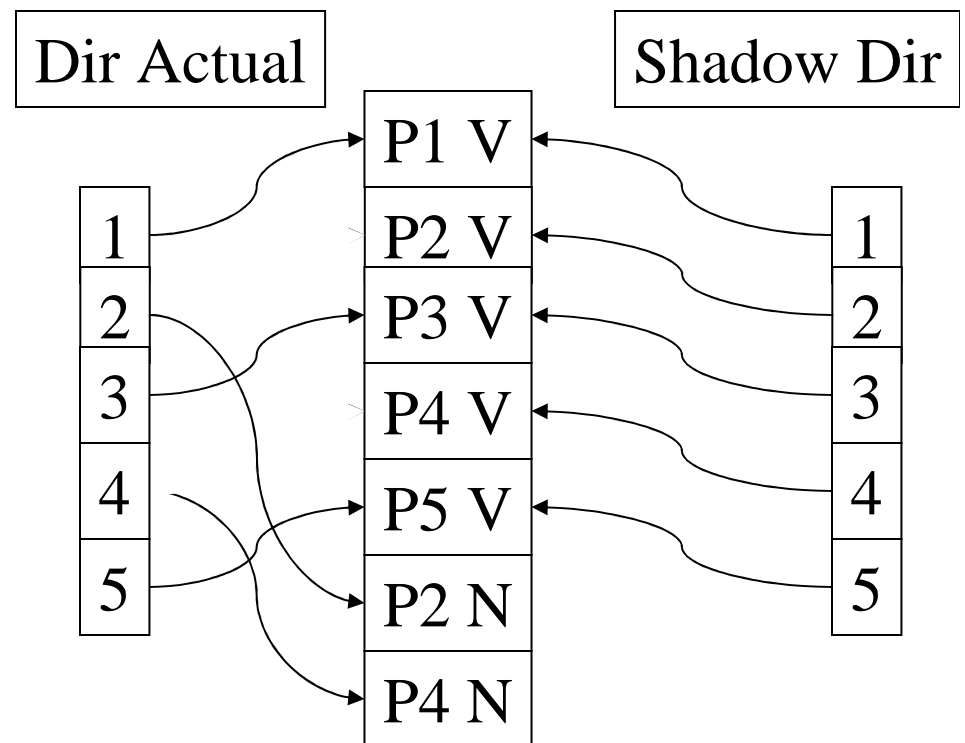 Dir Actual
Shadow Dir
P1 V
P2 V
P3 V
P4 V
P5 V
P2 N
P4 N
1
2
3
4
5
1
2
3
4
5